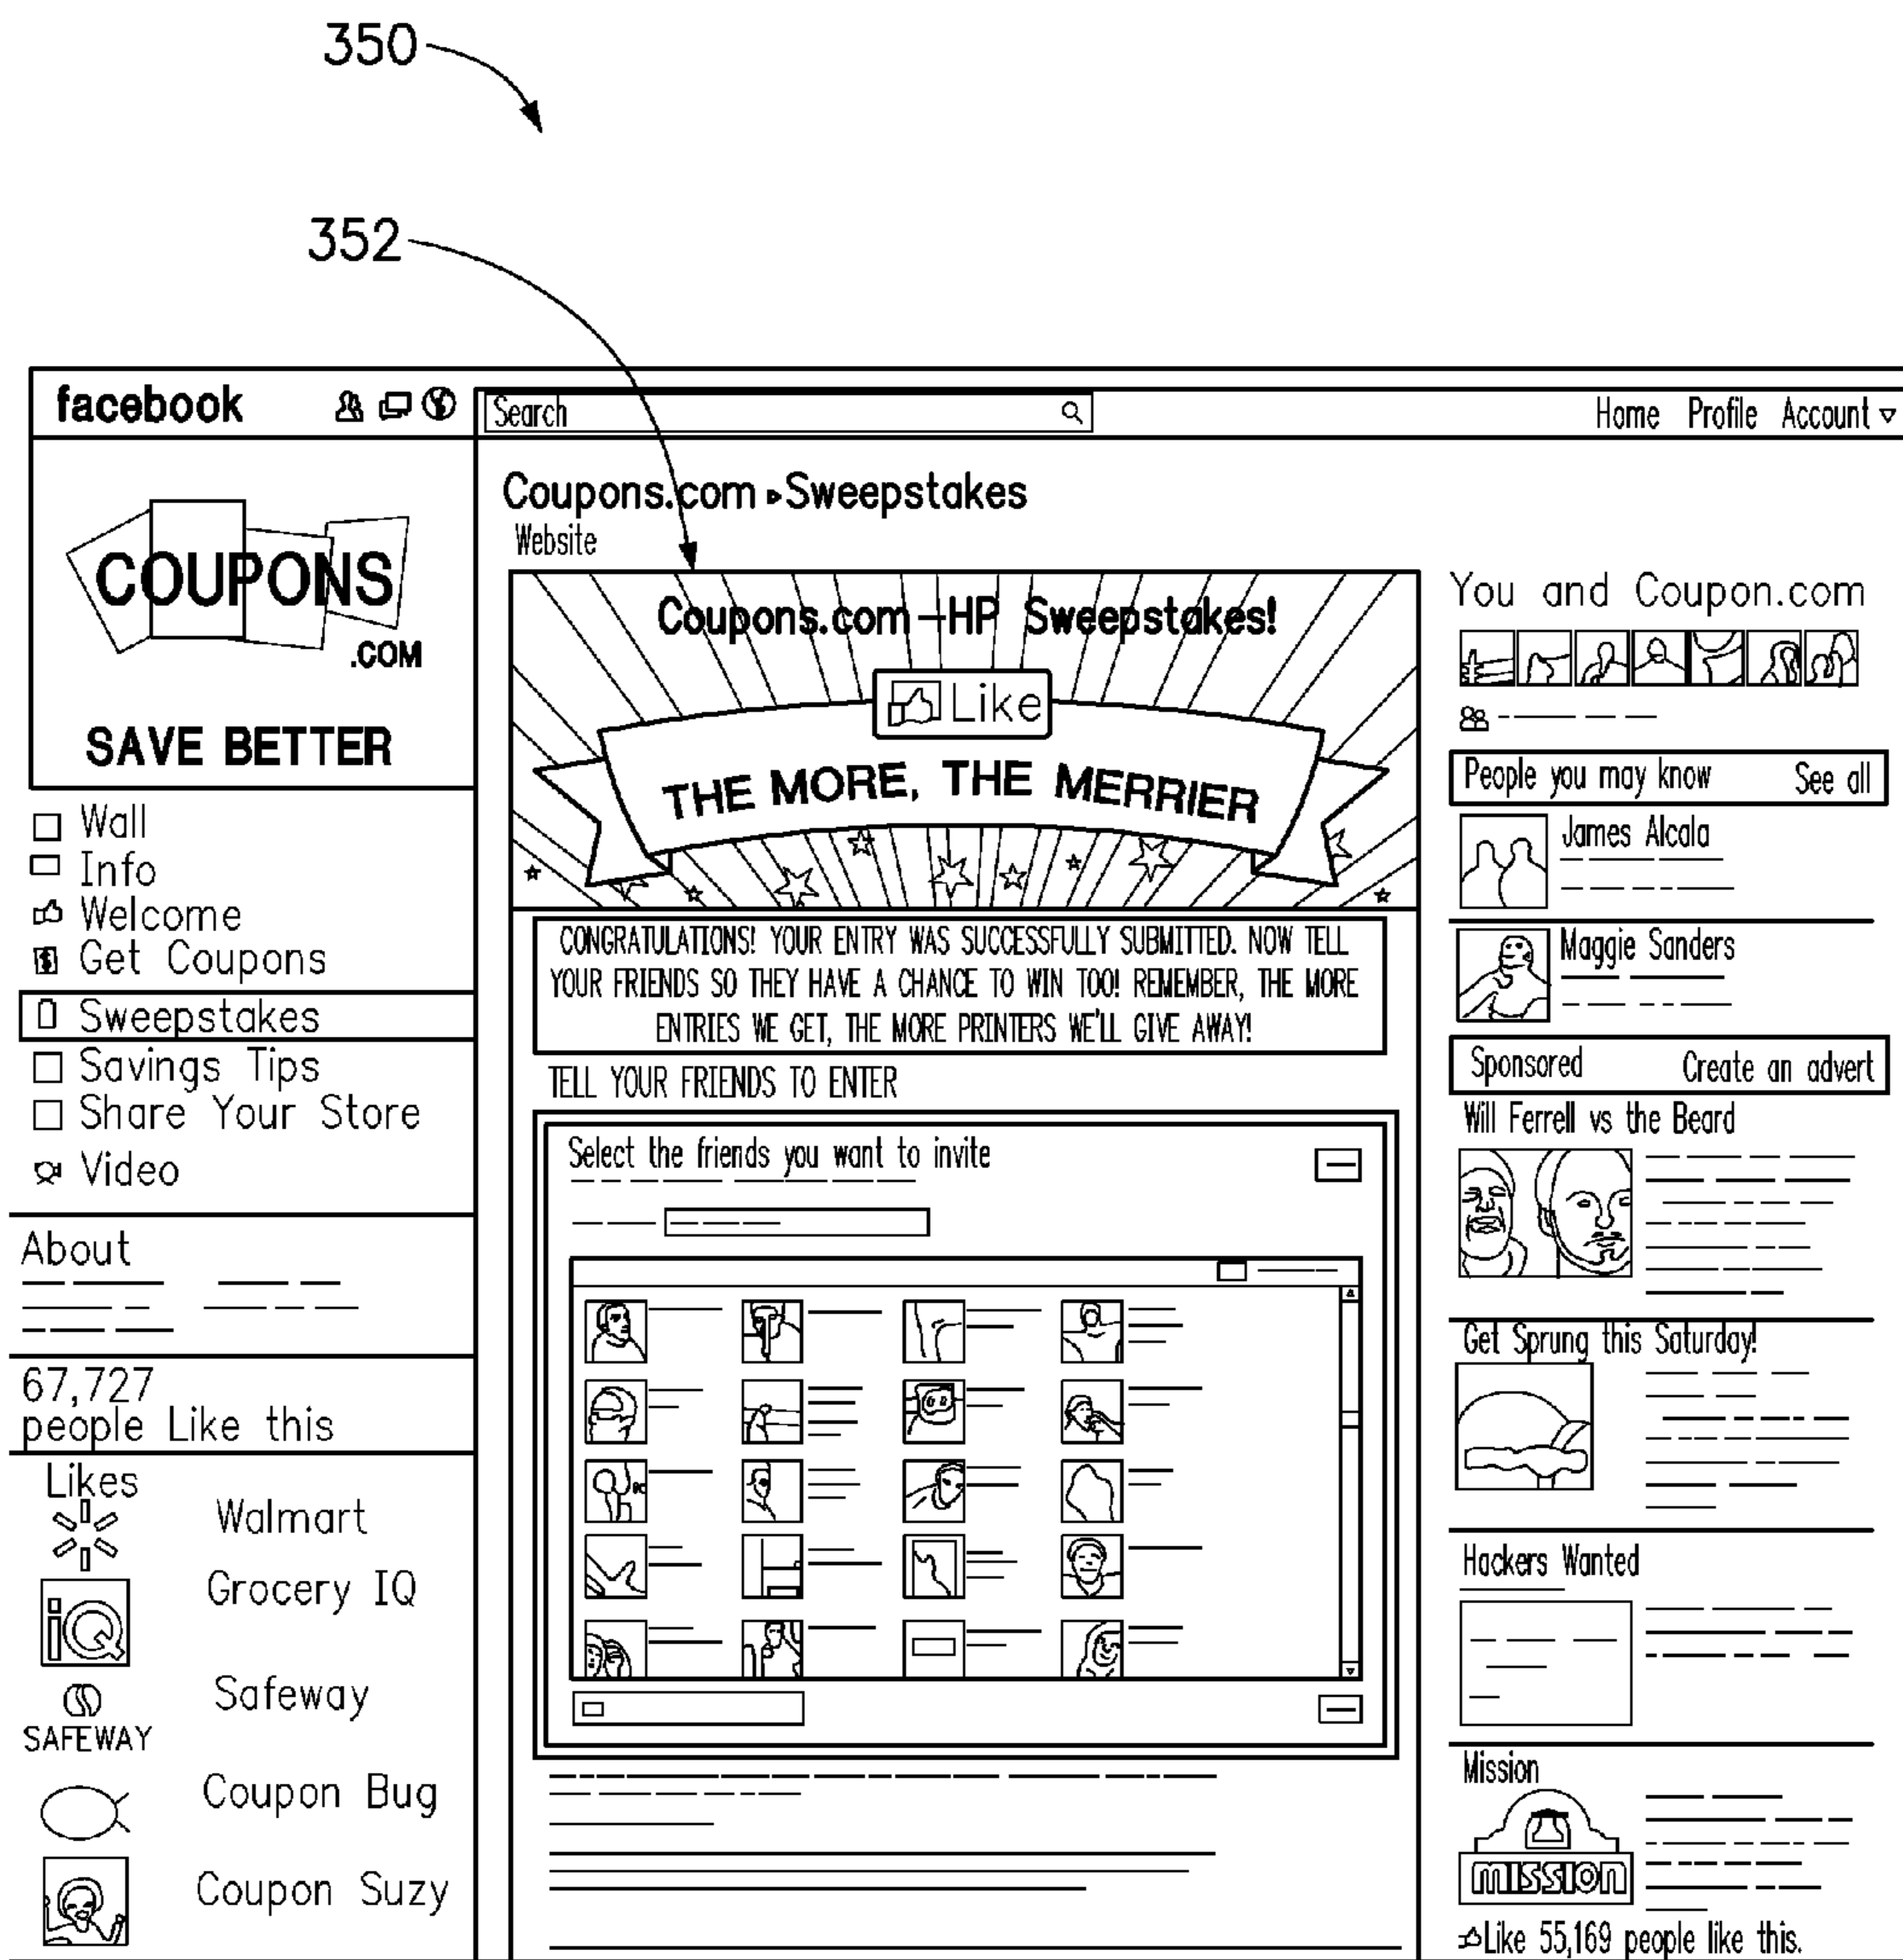 350
352
facebook
Search
Home Profile Account
COUPONS
.COM
SAVE BETTER
Wall
Info
Welcome
Get Coupons
Sweepstakes
Savings Tips
Share Your Store
Video
About
67,727
people Like this
Likes
Walmart
iQ
Grocery IQ
SAFEWAY
Safeway
Coupon Bug
Coupon Suzy
Coupons.com ▹Sweepstakes
Website
Coupons.com–HP Sweepstakes!
Like
THE MORE, THE MERRIER
CONGRATULATIONS! YOUR ENTRY WAS SUCCESSFULLY SUBMITTED. NOW TELL
YOUR FRIENDS SO THEY HAVE A CHANCE TO WIN TOO! REMEMBER, THE MORE
ENTRIES WE GET, THE MORE PRINTERS WE'LL GIVE AWAY!
TELL YOUR FRIENDS TO ENTER
Select the friends you want to invite
You and Coupon.com
People you may know See all
James Alcala
Maggie Sanders
Sponsored Create an advert
Will Ferrell vs the Beard
Get Sprung this Saturday!
Hackers Wanted
Mission
mission
Like 55,169 people like this.